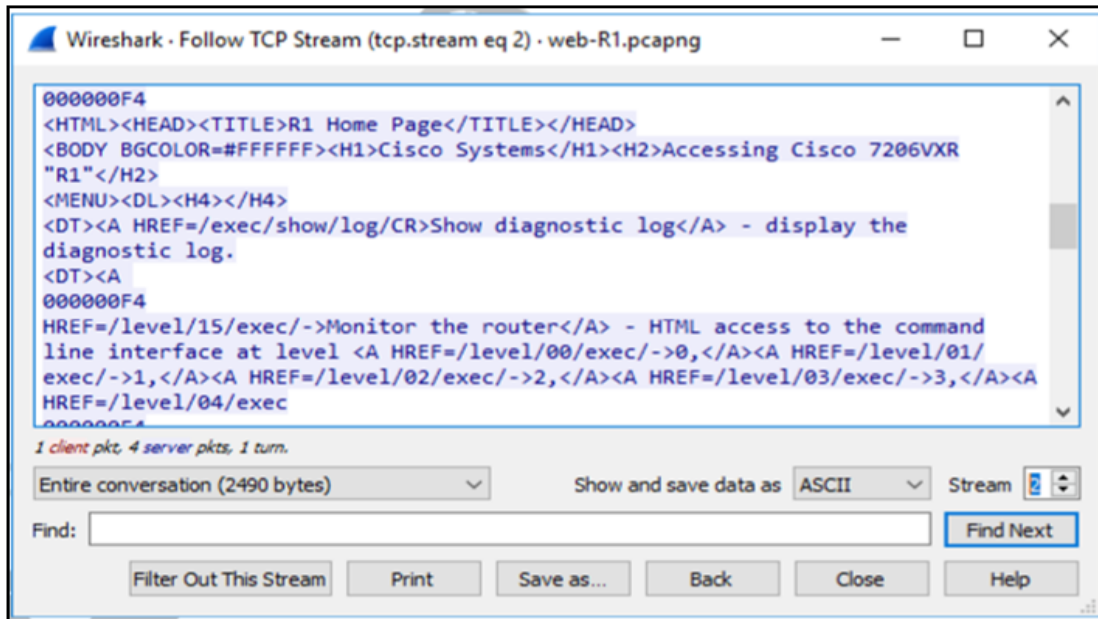 Wireshark · Follow TCP Stream (tcp.stream eq 2) · web-R1.pcapng
000000F4
<HTML><HEAD><TITLE>R1 Home Page</TITLE></HEAD>
<BODY BGCOLOR=#FFFFFF><H1>Cisco Systems</H1><H2>Accessing Cisco 7206VXR
"R1"</H2>
<MENU><DL><H4></H4>
<DT><A HREF=/exec/show/log/CR>Show diagnostic log</A> - display the
diagnostic log.
<DT><A
000000F4
HREF=/level/15/exec/->Monitor the router</A> - HTML access to the command
line interface at level <A HREF=/level/00/exec/->0,</A><A HREF=/level/01/
exec/->1,</A><A HREF=/level/02/exec/->2,</A><A HREF=/level/03/exec/->3,</A><A
HREF=/level/04/exec
000000F4
1 client pkt, 4 server pkts, 1 turn.
Entire conversation (2490 bytes) Show and save data as ASCII Stream 2
Find: Find Next
Filter Out This Stream Print Save as... Back Close Help